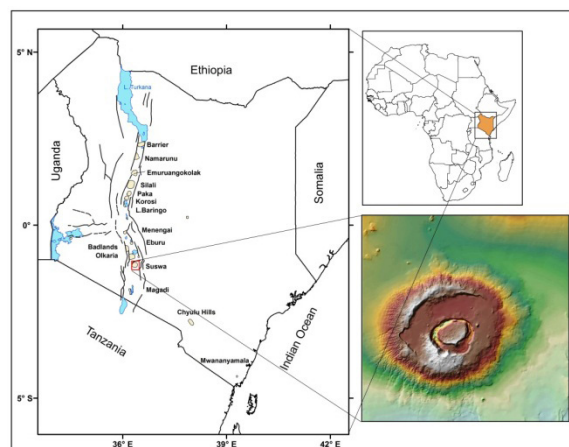 5° N
Ethiopia
L. Turkana
Uganda
Barrier
Namarunu
Emuruangokolak
Silali
Paka
Korosi
L.Baringo
Somalia
0°
Menengai
Badlands
Eburu
Olkaria
Suswa
Magadi
Chyulu Hills
Tanzania
Mwananyamala
Indian Ocean
5° S
36° E
39° E
42° E